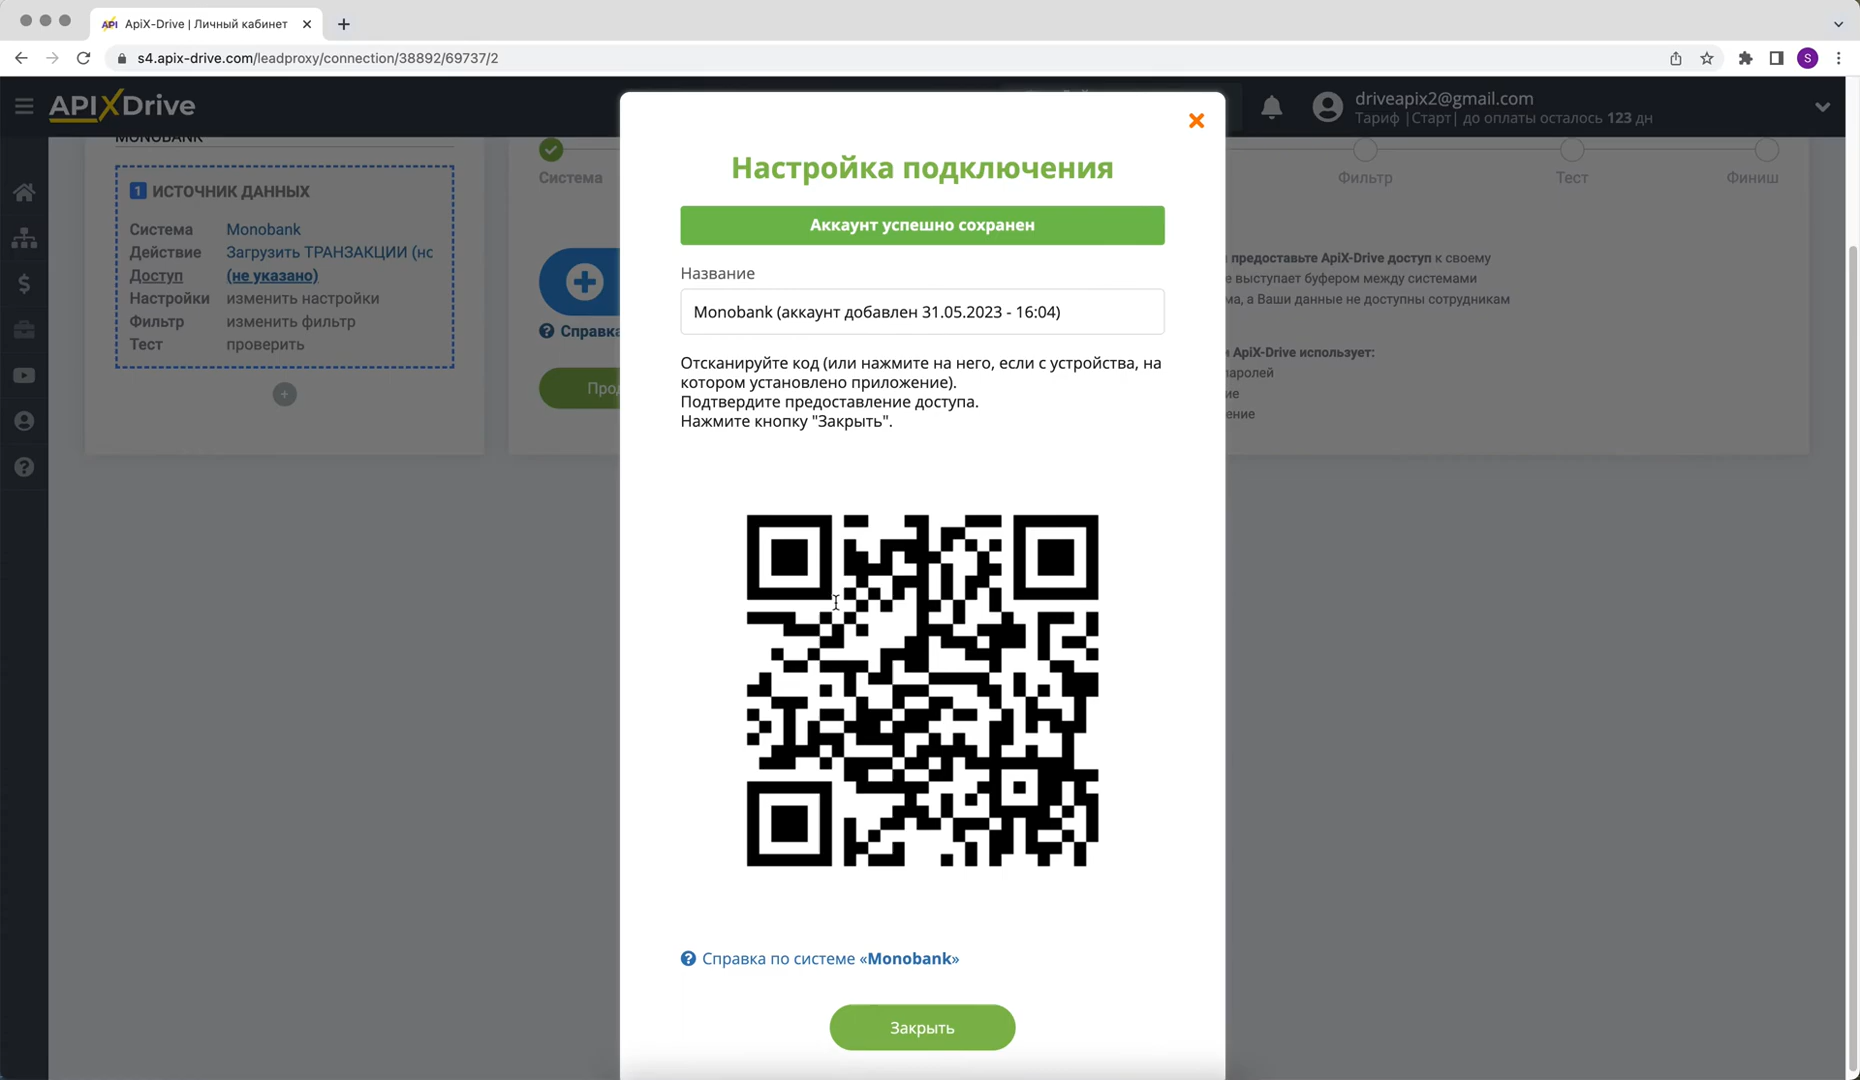 ApiX-Drive | Личный кабинет
s4.apix-drive.com/leadproxy/connection/38892/69737/2
S
APIXDrive
driveapix2@gmail.com
Тариф |Старт| до оплаты осталось 123 дн
MONOBANK
1 ИСТОЧНИК ДАННЫХ
Система Monobank
Действие Загрузить ТРАНЗАКЦИИ (нс
Доступ (не указано)
Настройки изменить настройки
Фильтр изменить фильтр
Тест проверить
Система
Справка
Фильтр
Тест
Финиш
предоставьте ApiX-Drive доступ к своему
е выступает буфером между системами
ма, а Ваши данные не доступны сотрудникам
ApiX-Drive использует:
паролей
ие
ение
Настройка подключения
Аккаунт успешно сохранен
Название
Monobank (аккаунт добавлен 31.05.2023 - 16:04)
Отсканируйте код (или нажмите на него, если с устройства, на
котором установлено приложение).
Подтвердите предоставление доступа.
Нажмите кнопку "Закрыть".
Справка по системе «Monobank»
Закрыть